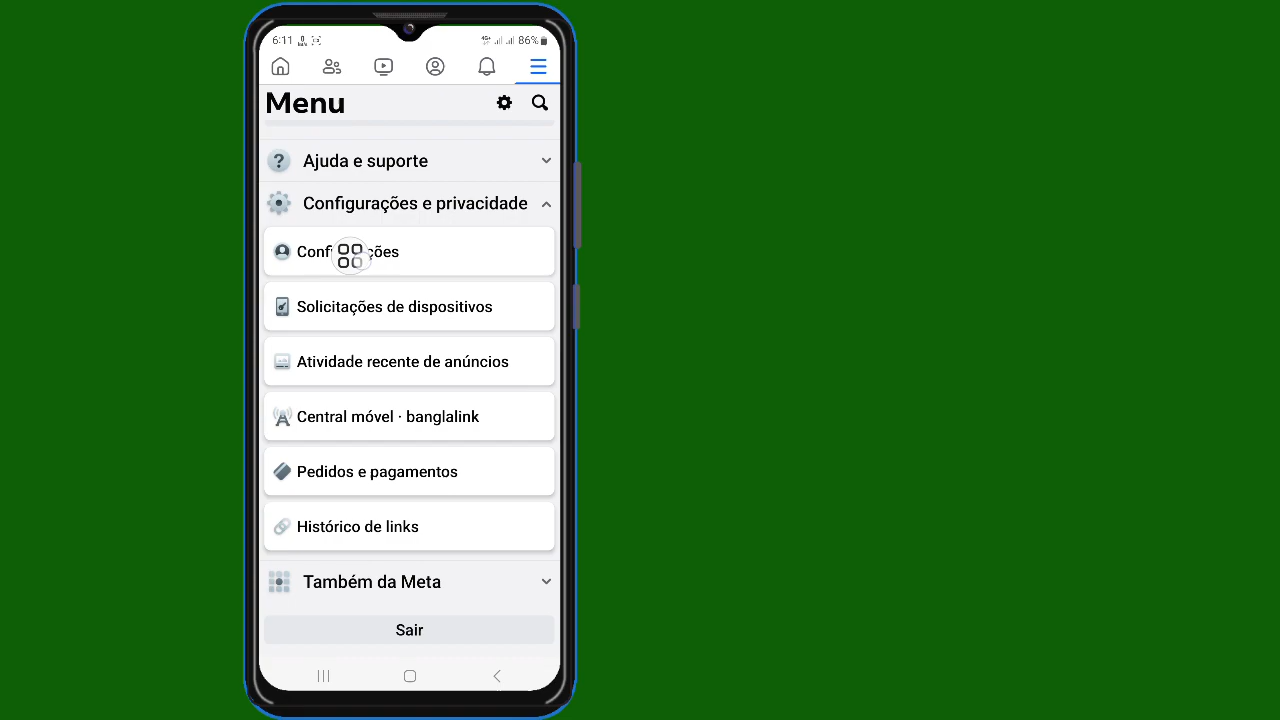 6:11
86%
Menu
Ajuda e suporte
Configurações e privacidade
Solicitações de dispositivos
Atividade recente de anúncios
Central móvel · banglalink
Pedidos e pagamentos
Histórico de links
Também da Meta
Sair